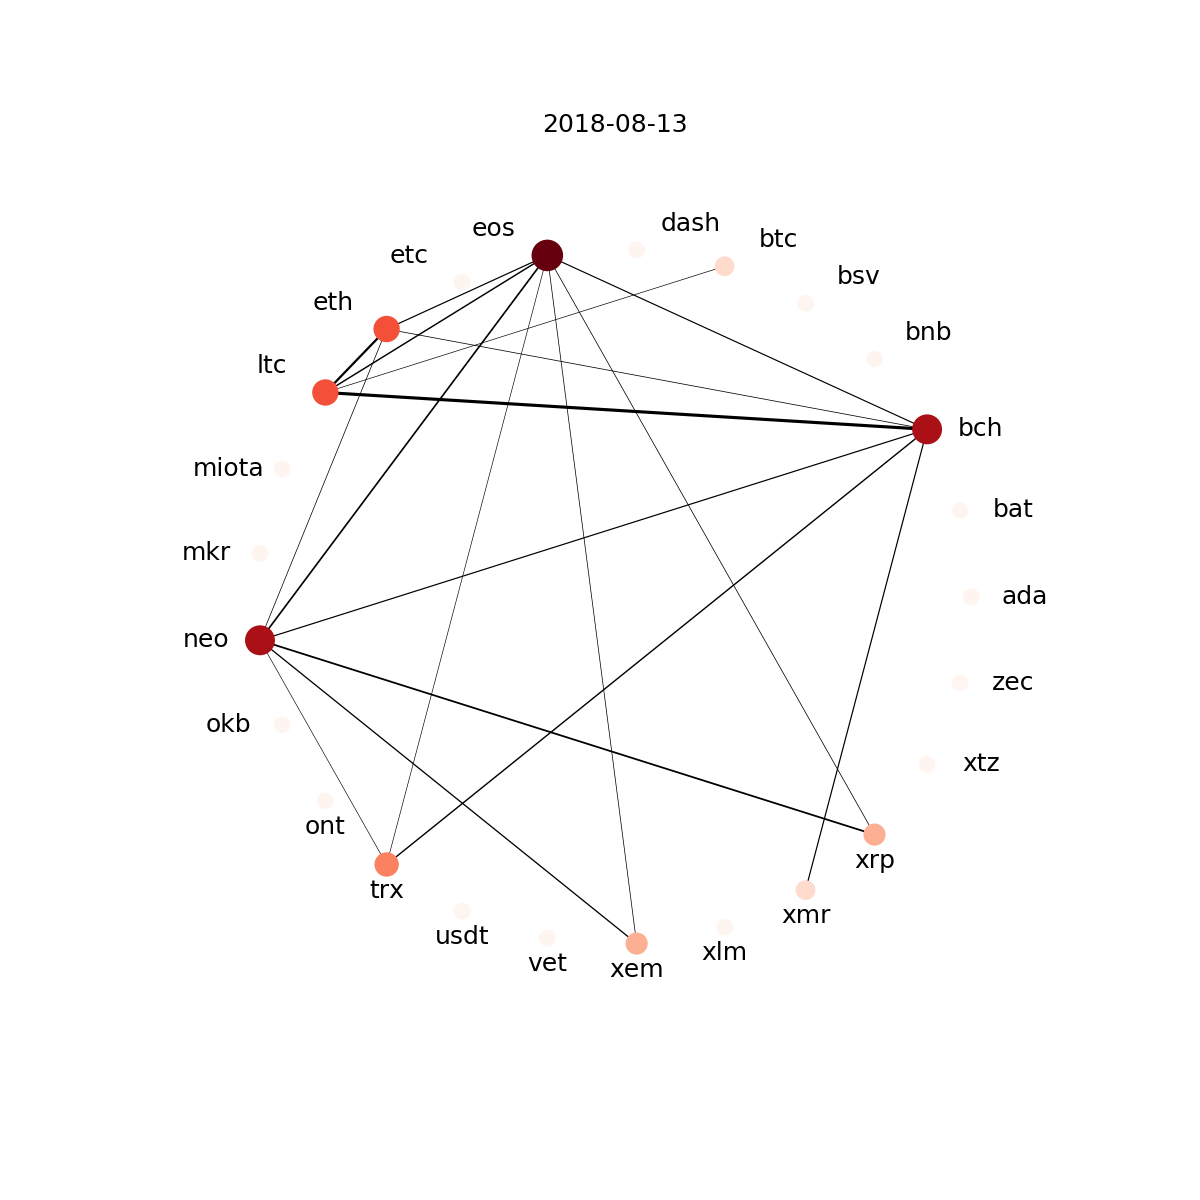 2018-08-13
dash
eos
btc
etc
bsv
eth
bnb
ltc
bch
miota
bat
mkr
ada
neo
zec
okb
xtz
ont
xrp
trx
xmr
usdt
xlm
vet
xem